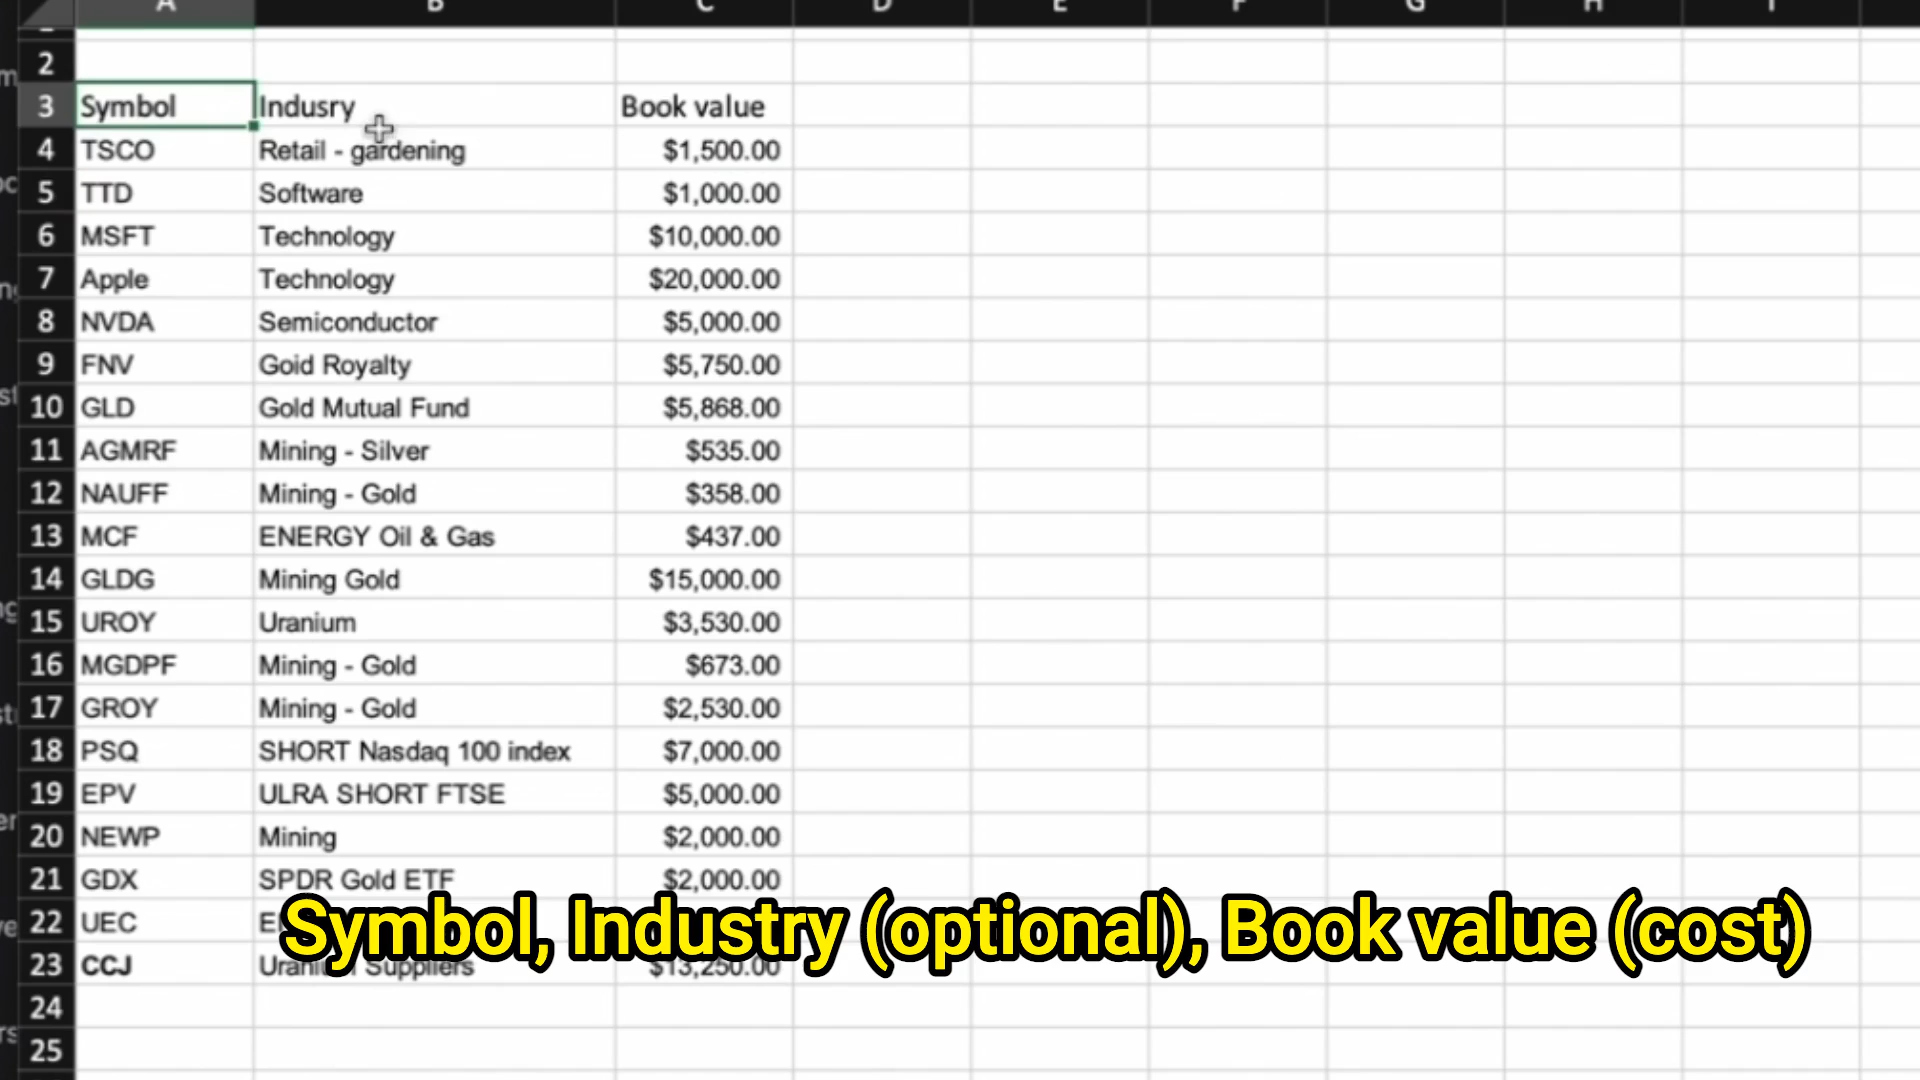 A B C D E F G H
2
3 Symbol Indusry Book value
4 TSCO Retail - gardening $1,500.00
5 TTD Software $1,000.00
6 MSFT Technology $10,000.00
7 Apple Technology $20,000.00
8 NVDA Semiconductor $5,000.00
9 FNV Goid Royalty $5,750.00
10 GLD Gold Mutual Fund $5,868.00
11 AGMRF Mining - Silver $535.00
12 NAUFF Mining - Gold $358.00
13 MCF ENERGY Oil & Gas $437.00
14 GLDG Mining Gold $15,000.00
15 UROY Uranium $3,530.00
16 MGDPF Mining - Gold $673.00
17 GROY Mining - Gold $2,530.00
18 PSQ SHORT Nasdaq 100 index $7,000.00
19 EPV ULRA SHORT FTSE $5,000.00
20 NEWP Mining $2,000.00
21 GDX SPDR Gold ETF $2,000.00
22 UEC
Symbol, Industry (optional), Book value (cost)
23 CCJ Uranium Suppliers $13,250.00
24
25